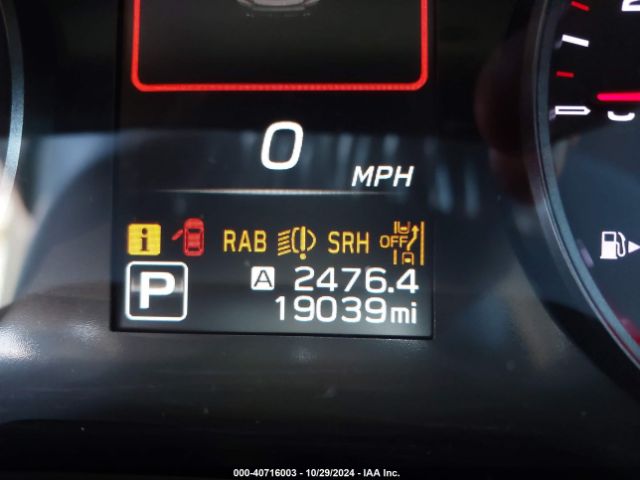 0
MPH
i RAB SRH OFF
P A 2476.4
19039mi
000-40716003 — 10/29/2024 — IAA Inc.